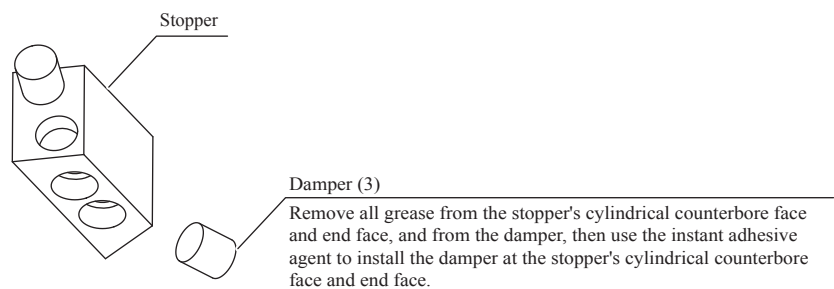 Stopper
Damper (3)
Remove all grease from the stopper's cylindrical counterbore face
and end face, and from the damper, then use the instant adhesive
agent to install the damper at the stopper's cylindrical counterbore
face and end face.